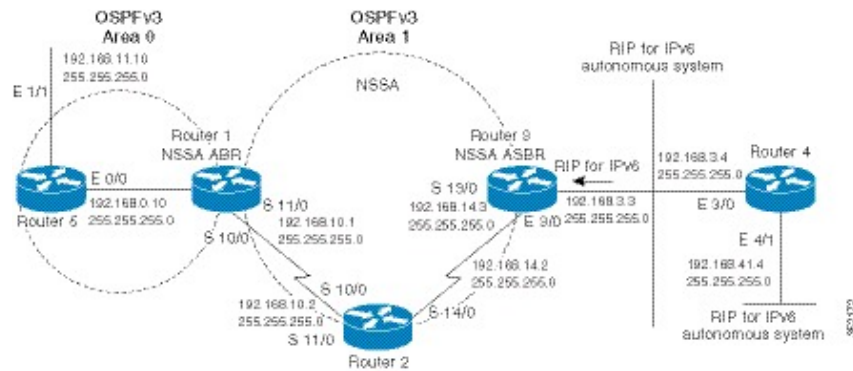 OSPFv3
Area 0
OSPFv3
Area 1
RIP for IPv6
autonomous system
192.168.11.10
255.255.255.0
E 1/1
NSSA
Router 1
NSSA ABR
Router 9
NSSA ASBR
RIP for IPv6
192.168.3.4
255.255.255.0
Router 4
E 0/0
192.168.0.10
255.255.255.0
Router 5
S 11/0
192.168.10.1
255.255.255.0
S 10/0
S 19/0
192.168.14.3
255.255.255.0
E 9/0
192.168.3.3
255.255.255.0
E 3/0
E 4/1
192.168.41.4
255.255.255.0
S 10/0
192.168.10.2
255.255.255.0
S 11/0
192.168.14.2
255.255.255.0
S 14/0
Router 2
RIP for IPv6
autonomous system